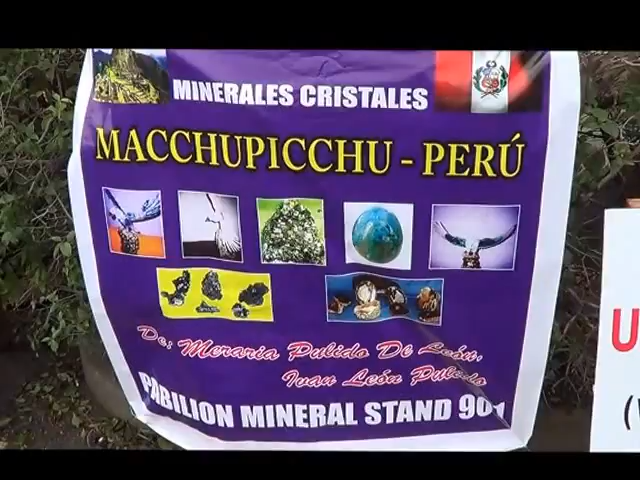 MINERALES CRISTALES
MACCHUPICCHU - PERÚ
De; Meraria Pulido De León.
Ivan León Pulido
PABILION MINERAL STAND 901
U
(